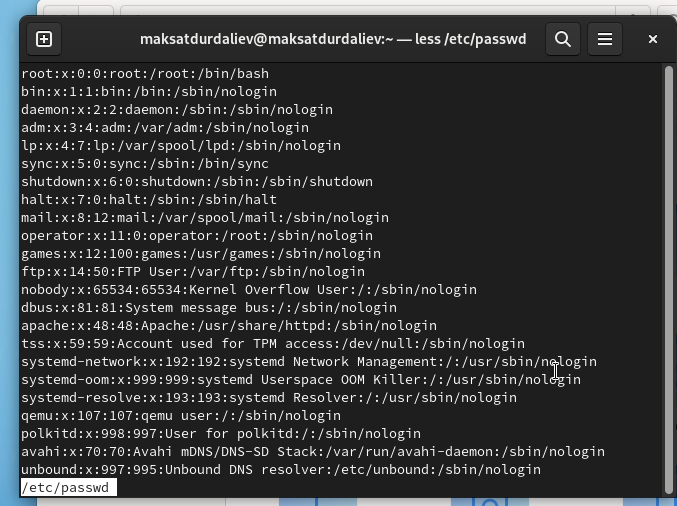 maksatdurdaliev@maksatdurdaliev:~ — less /etc/passwd
root:x:0:0:root:/root:/bin/bash
bin:x:1:1:bin:/bin:/sbin/nologin
daemon:x:2:2:daemon:/sbin:/sbin/nologin
adm:x:3:4:adm:/var/adm:/sbin/nologin
lp:x:4:7:lp:/var/spool/lpd:/sbin/nologin
sync:x:5:0:sync:/sbin:/bin/sync
shutdown:x:6:0:shutdown:/sbin:/sbin/shutdown
halt:x:7:0:halt:/sbin:/sbin/halt
mail:x:8:12:mail:/var/spool/mail:/sbin/nologin
operator:x:11:0:operator:/root:/sbin/nologin
games:x:12:100:games:/usr/games:/sbin/nologin
ftp:x:14:50:FTP User:/var/ftp:/sbin/nologin
nobody:x:65534:65534:Kernel Overflow User:/:/sbin/nologin
dbus:x:81:81:System message bus:/:/sbin/nologin
apache:x:48:48:Apache:/usr/share/httpd:/sbin/nologin
tss:x:59:59:Account used for TPM access:/dev/null:/sbin/nologin
systemd-network:x:192:192:systemd Network Management:/:/usr/sbin/nologin
systemd-oom:x:999:999:systemd Userspace OOM Killer:/:/usr/sbin/nologin
systemd-resolve:x:193:193:systemd Resolver:/:/usr/sbin/nologin
qemu:x:107:107:qemu user:/:/sbin/nologin
polkitd:x:998:997:User for polkitd:/:/sbin/nologin
avahi:x:70:70:Avahi mDNS/DNS-SD Stack:/var/run/avahi-daemon:/sbin/nologin
unbound:x:997:995:Unbound DNS resolver:/etc/unbound:/sbin/nologin
/etc/passwd